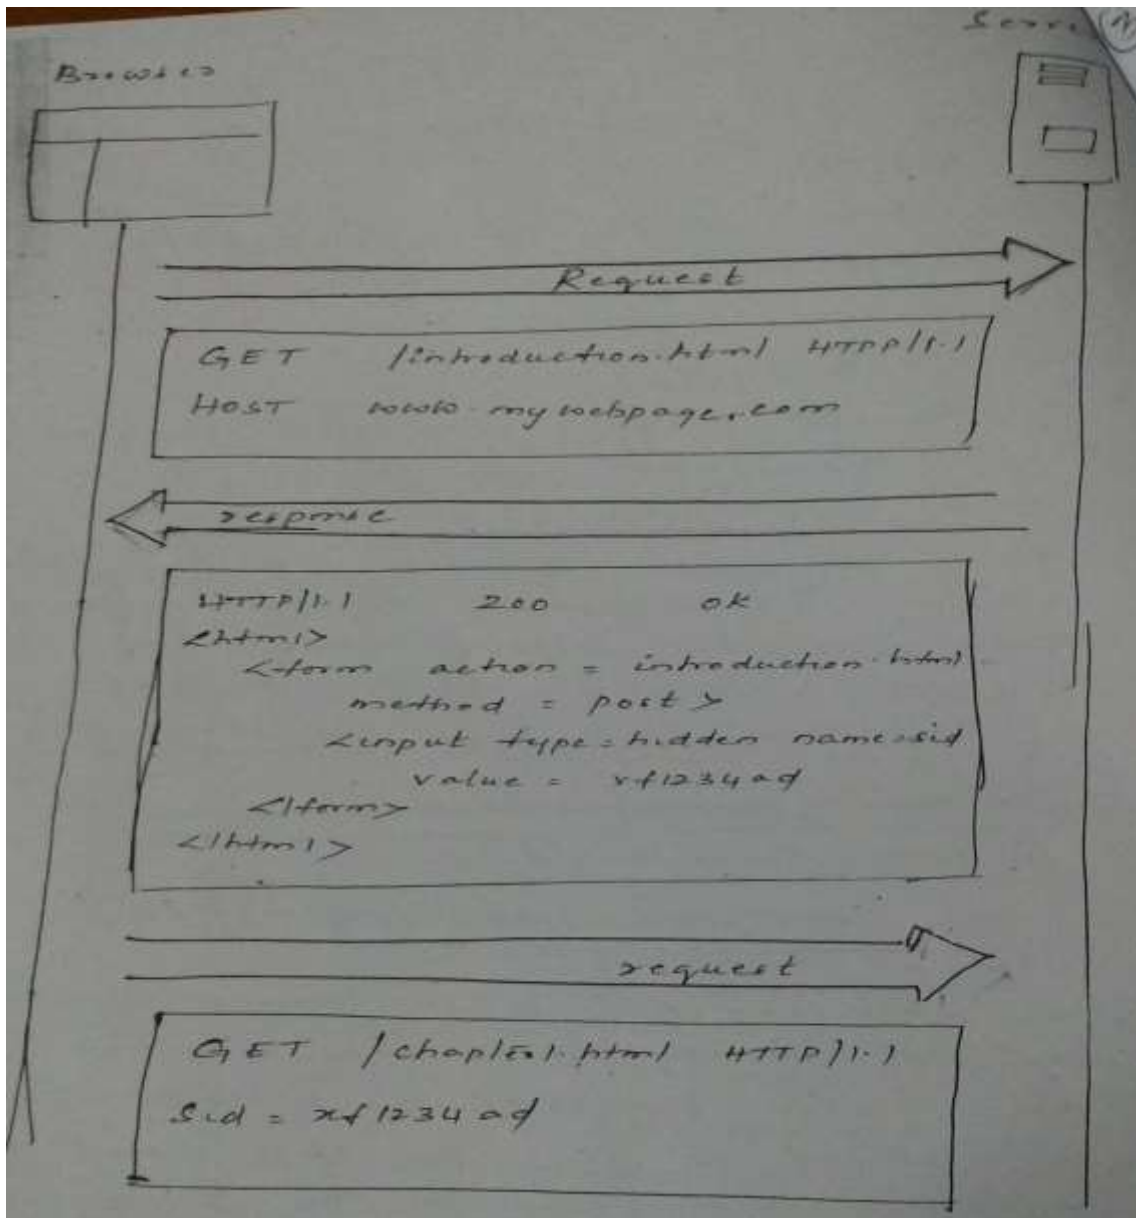 Browser
Request
GET /introduction.html HTTP/1.1
HOST www.mywebpage.com
response
HTTP/1.1 200 OK
<html>
<form action = introduction.html
method = post >
<input type=hidden name=sid
value = xf1234ad
</form>
</html>
request
GET /chapter1.html HTTP/1.1
Sid = xf1234ad